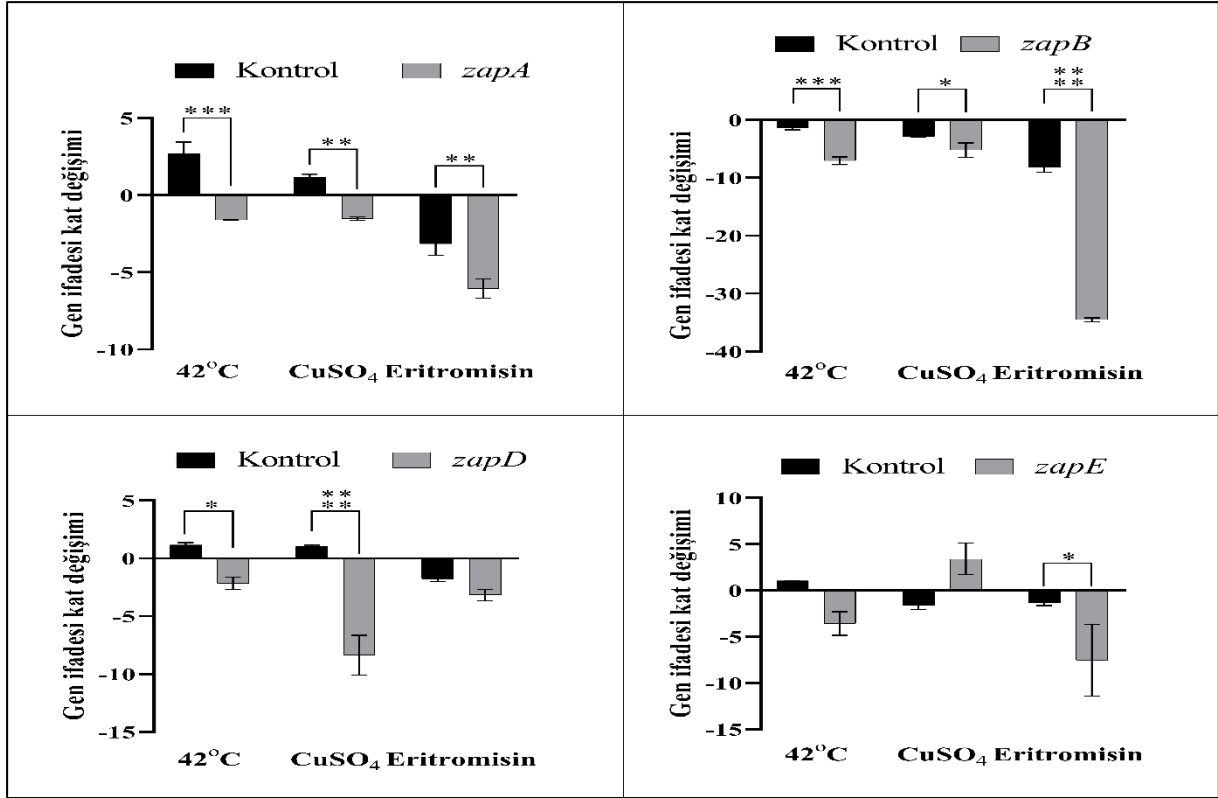 Kontrol zapA
***
**
**
Gen ifadesi kat değişimi
5
0
-5
-10
42°C CuSO₄ Eritromisin
Kontrol zapB
***
*
**
**
Gen ifadesi kat değişimi
0
-10
-20
-30
-40
42°C CuSO₄ Eritromisin
Kontrol zapD
*
**
**
Gen ifadesi kat değişimi
5
0
-5
-10
-15
42°C CuSO₄ Eritromisin
Kontrol zapE
*
Gen ifadesi kat değişimi
10
5
0
-5
-10
-15
42°C CuSO₄ Eritromisin